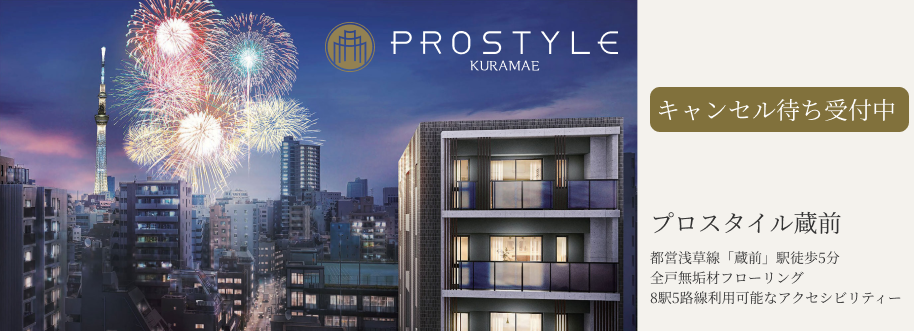 PROSTYLE
KURAMAE
キャンセル待ち受付中
プロスタイル蔵前
都営浅草線「蔵前」駅徒歩5分
全戸無垢材フローリング
8駅5路線利用可能なアクセシビリティー